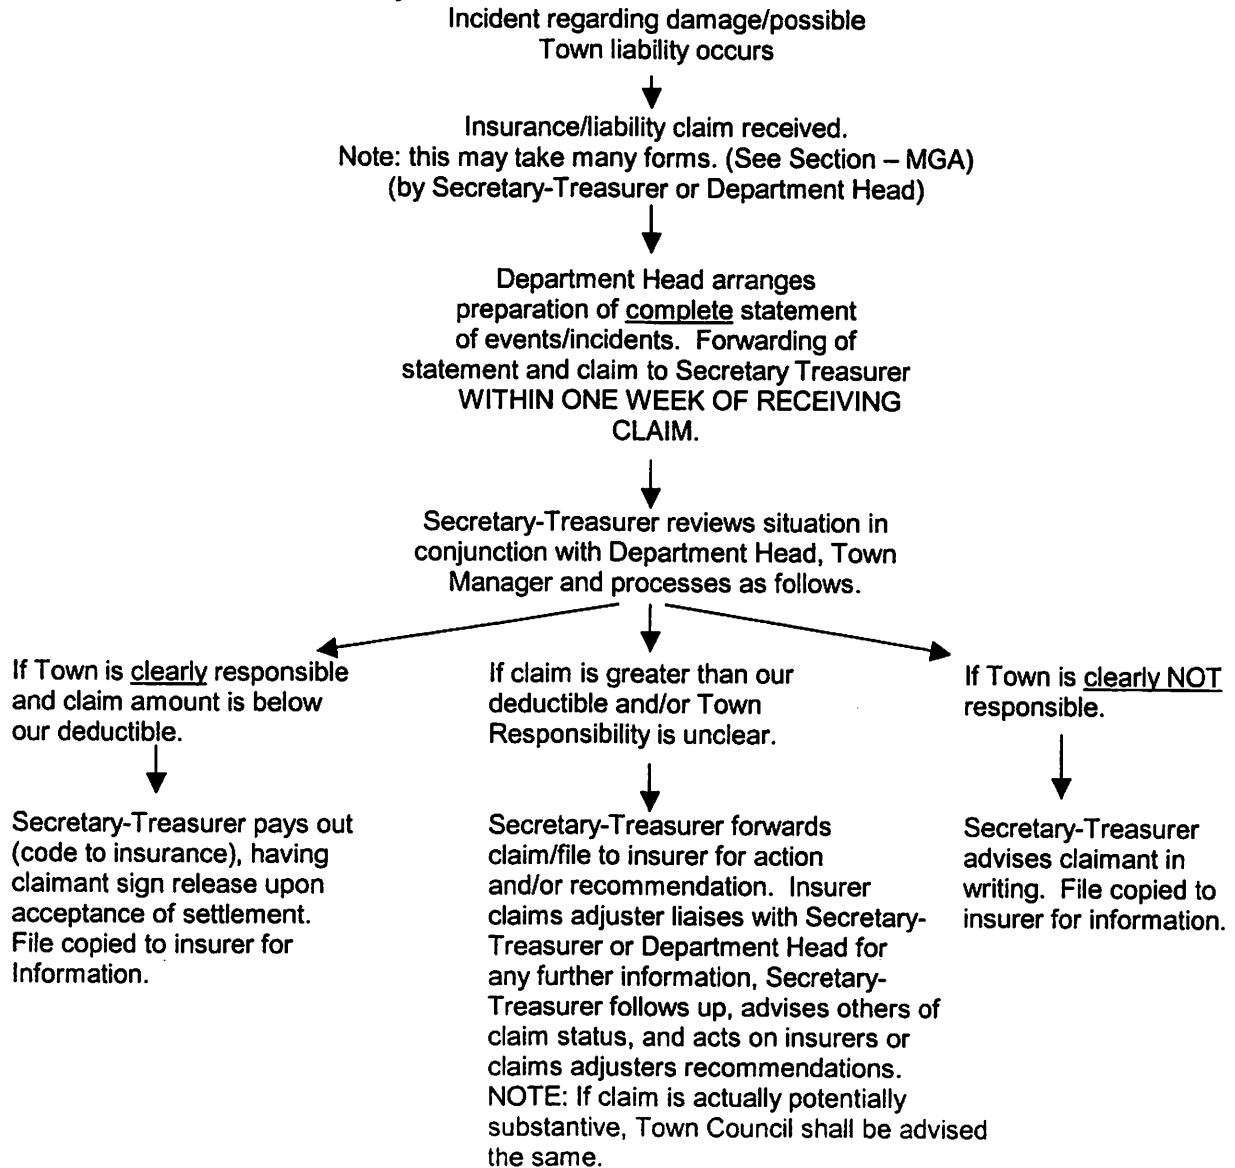 Incident regarding damage/possible
Town liability occurs
Insurance/liability claim received.
Note: this may take many forms. (See Section – MGA)
(by Secretary-Treasurer or Department Head)
Department Head arranges
preparation of complete statement
of events/incidents. Forwarding of
statement and claim to Secretary Treasurer
WITHIN ONE WEEK OF RECEIVING
CLAIM.
Secretary-Treasurer reviews situation in
conjunction with Department Head, Town
Manager and processes as follows.
If Town is clearly responsible
and claim amount is below
our deductible.
Secretary-Treasurer pays out
(code to insurance), having
claimant sign release upon
acceptance of settlement.
File copied to insurer for
Information.
If claim is greater than our
deductible and/or Town
Responsibility is unclear.
Secretary-Treasurer forwards
claim/file to insurer for action
and/or recommendation. Insurer
claims adjuster liaises with Secretary-
Treasurer or Department Head for
any further information, Secretary-
Treasurer follows up, advises others of
claim status, and acts on insurers or
claims adjusters recommendations.
NOTE: If claim is actually potentially
substantive, Town Council shall be advised
the same.
If Town is clearly NOT
responsible.
Secretary-Treasurer
advises claimant in
writing. File copied to
insurer for information.